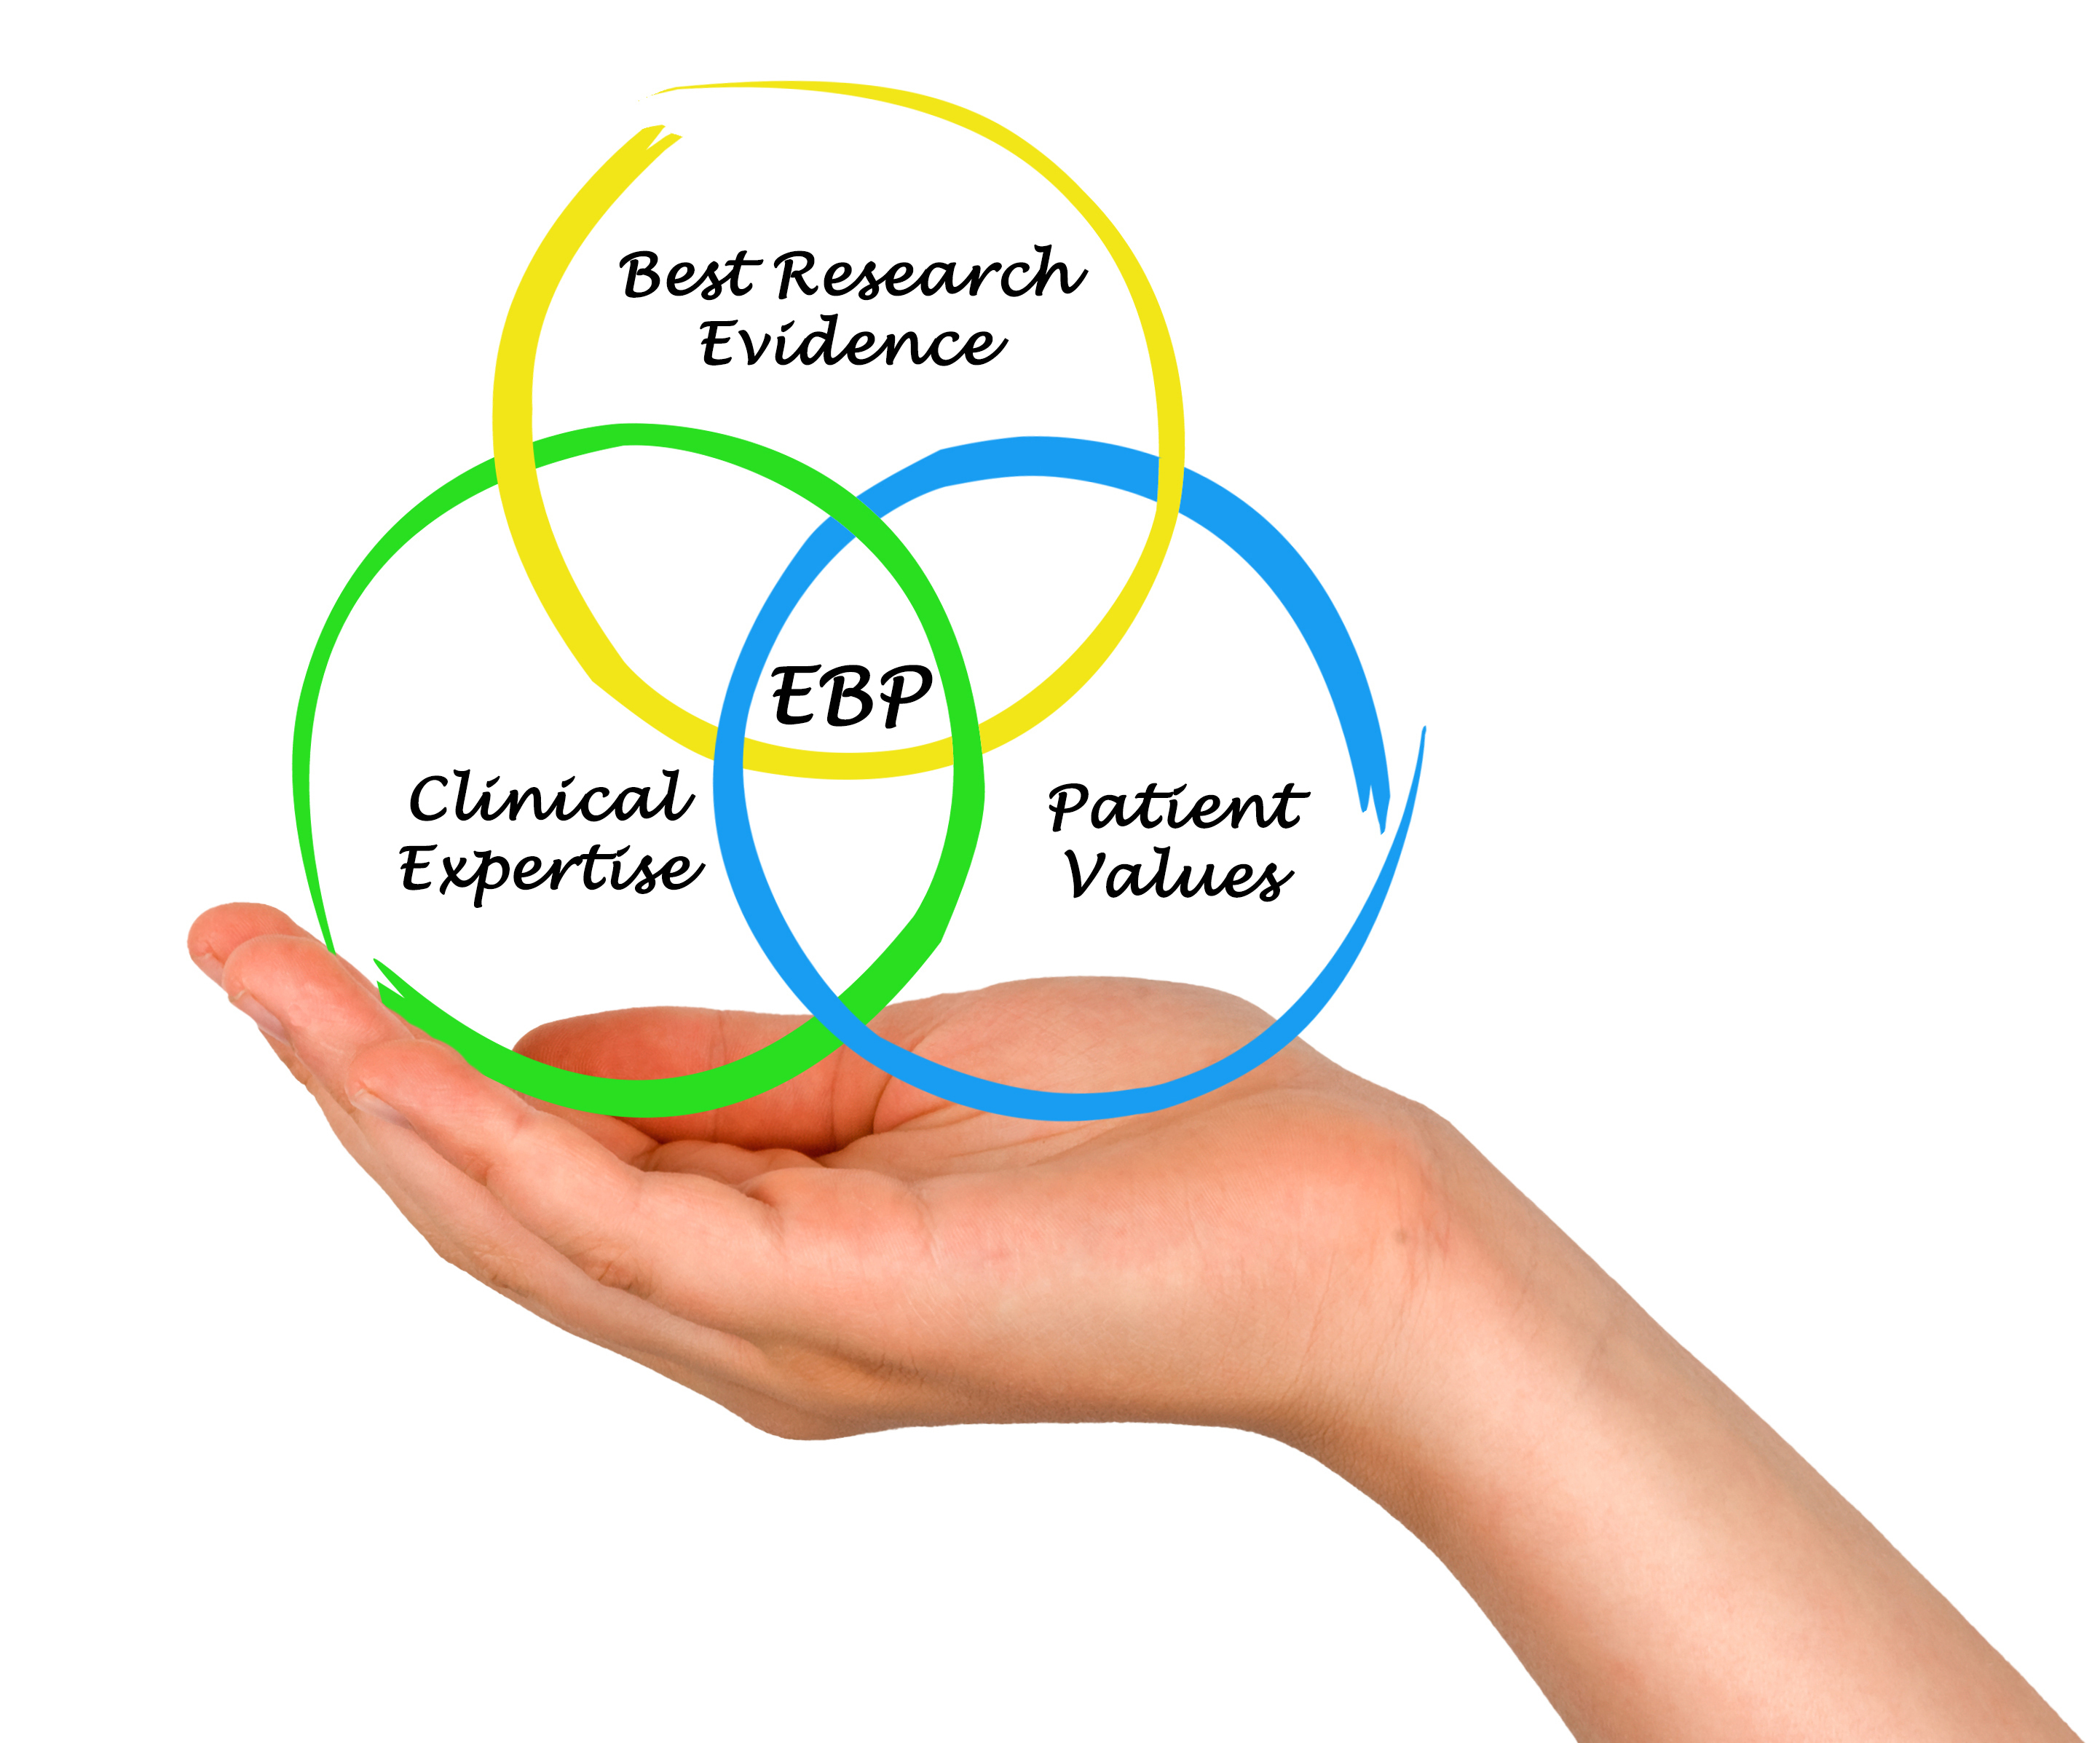 Best Research
Evidence
EBP
Clinical
Expertise
Patient
Values